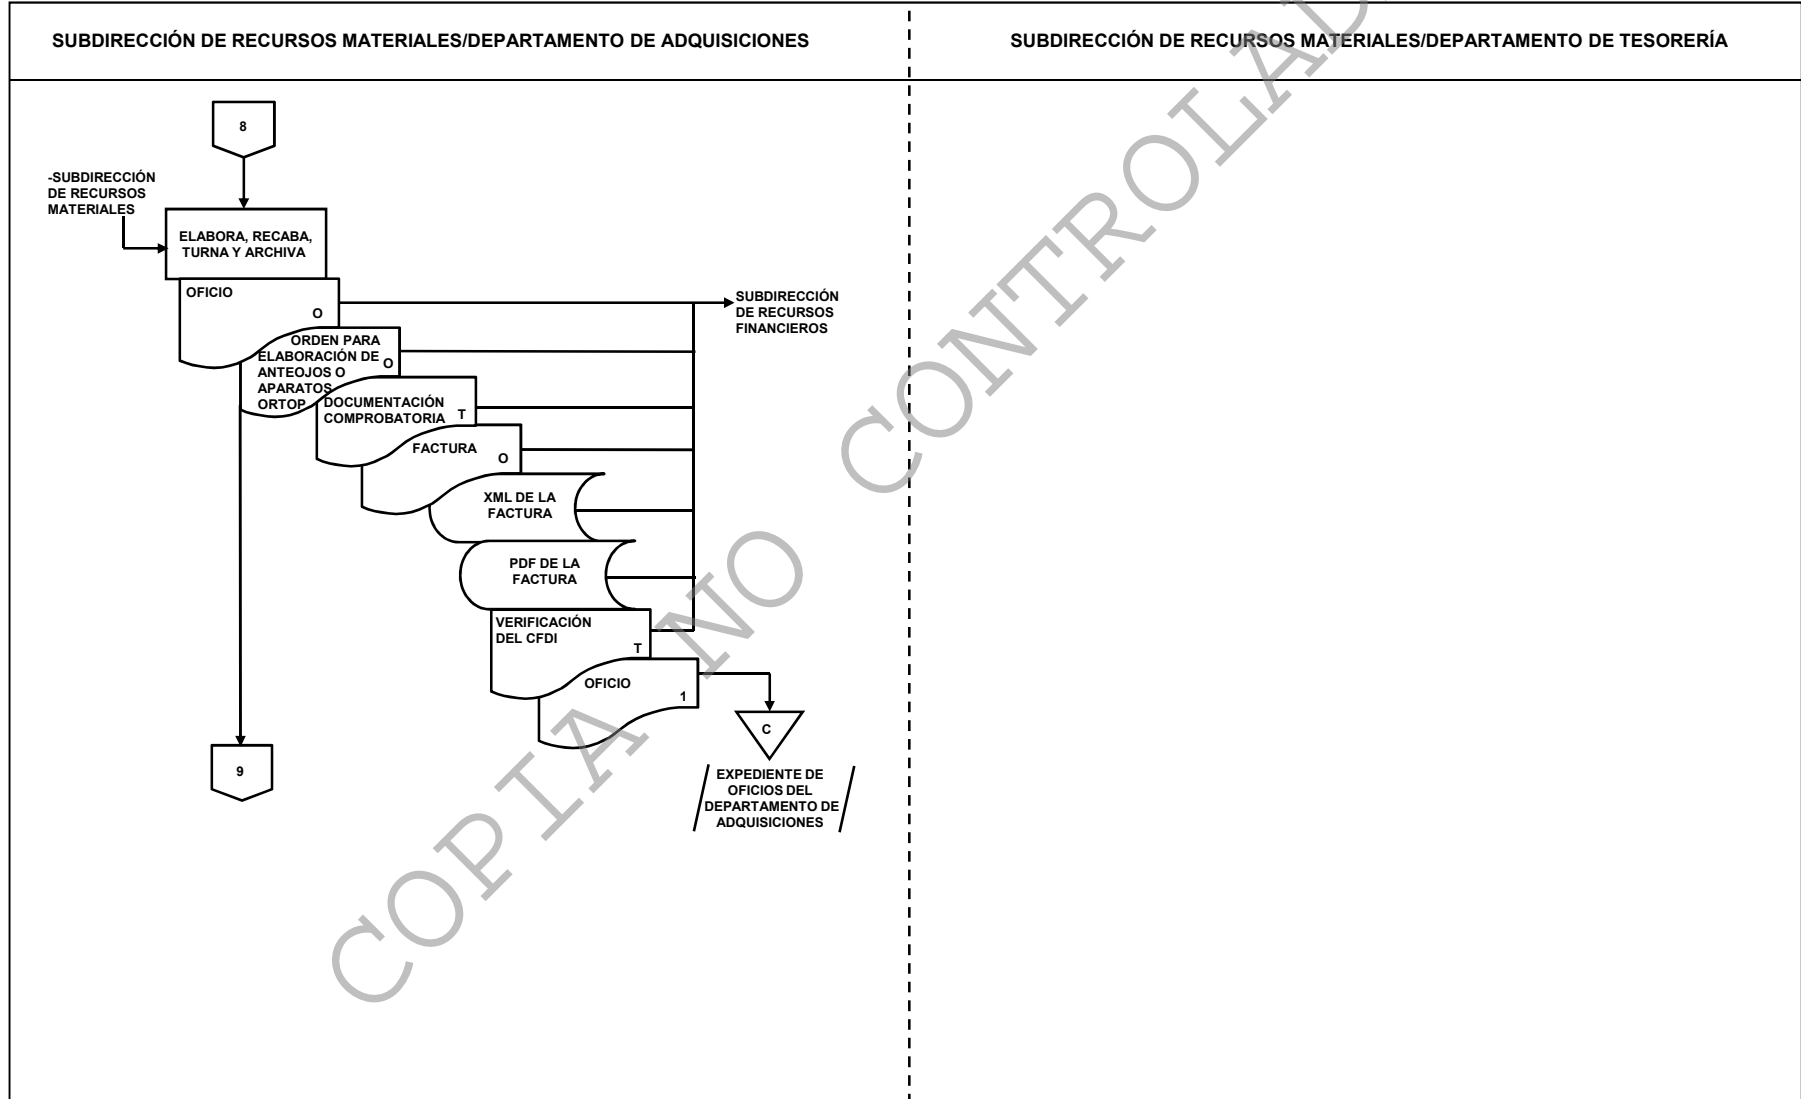 SUBDIRECCIÓN DE RECURSOS MATERIALES/DEPARTAMENTO DE ADQUISICIONES
SUBDIRECCIÓN DE RECURSOS MATERIALES/DEPARTAMENTO DE TESORERÍA
8
-SUBDIRECCIÓN
DE RECURSOS
MATERIALES
ELABORA, RECABA,
TURNA Y ARCHIVA
OFICIO
O
SUBDIRECCIÓN
DE RECURSOS
FINANCIEROS
ORDEN PARA
ELABORACIÓN DE
ANTEOJOS O
APARATOS
ORTOP
O
DOCUMENTACIÓN
COMPROBATORIA
T
FACTURA
O
XML DE LA
FACTURA
PDF DE LA
FACTURA
VERIFICACIÓN
DEL CFDI
T
OFICIO
1
C
9
EXPEDIENTE DE
OFICIOS DEL
DEPARTAMENTO DE
ADQUISICIONES
COPIA NO CONTROLAD